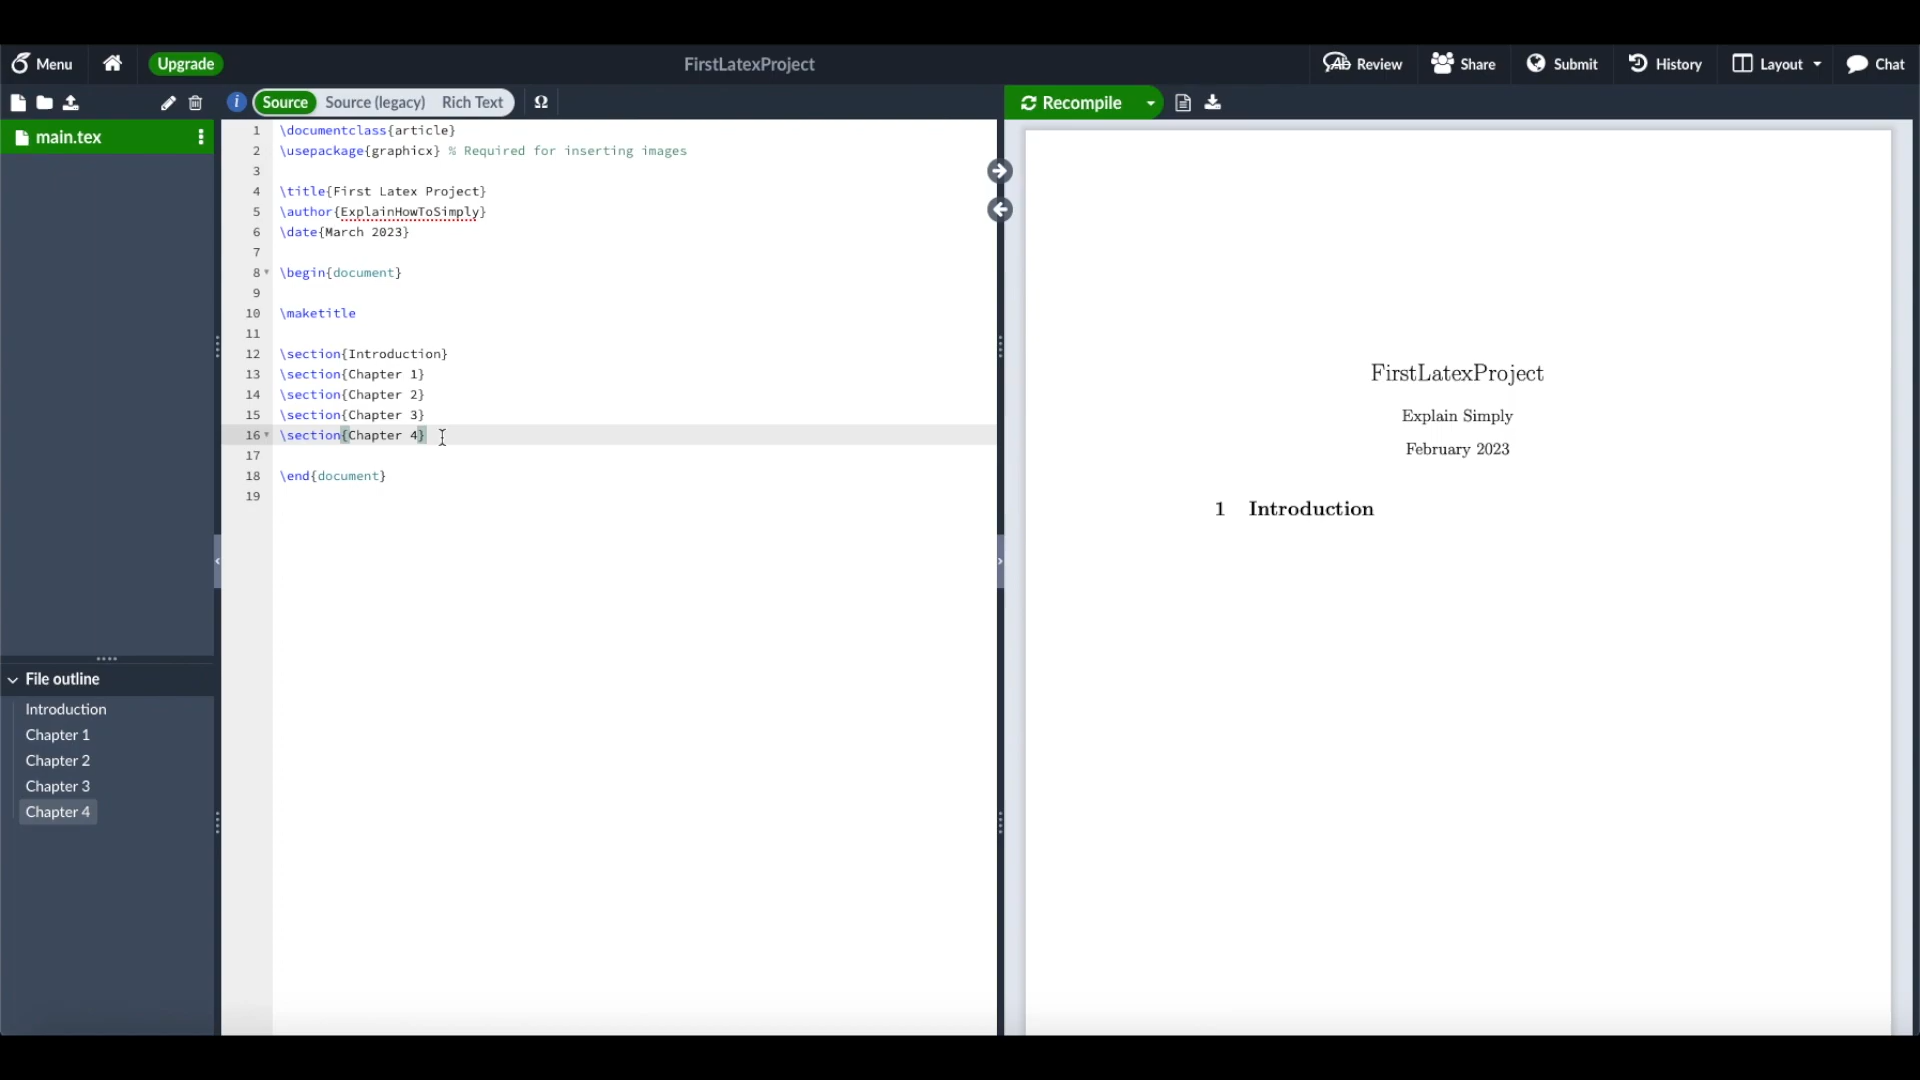 Menu
Upgrade
FirstLatexProject
Review
Share
Submit
History
Layout
Chat
i Source Source (legacy) Rich Text Ω
Recompile
main.tex
1 \documentclass{article}
2 \usepackage{graphicx} % Required for inserting images
3
4 \title{First Latex Project}
5 \author{ExplainHowToSimply}
6 \date{March 2023}
7
8 \begin{document}
9
10 \maketitle
11
12 \section{Introduction}
13 \section{Chapter 1}
14 \section{Chapter 2}
15 \section{Chapter 3}
16 \section{Chapter 4}
17
18 \end{document}
19
File outline
Introduction
Chapter 1
Chapter 2
Chapter 3
Chapter 4
FirstLatexProject
Explain Simply
February 2023
1 Introduction